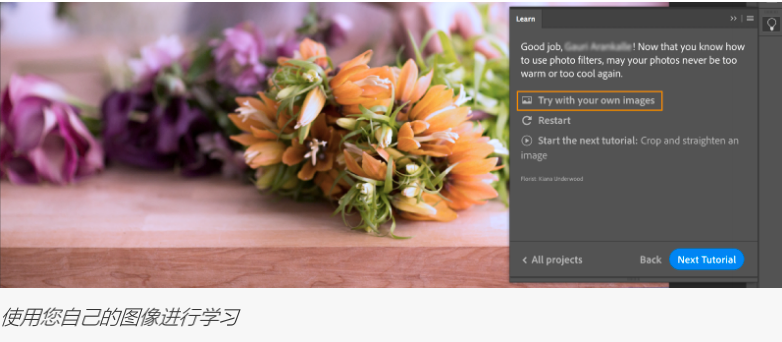 Learn
Good job, ! Now that you know how
to use photo filters, may your photos never be too
warm or too cool again.
Try with your own images
Restart
Start the next tutorial: Crop and straighten an
image
Florist: Kiana Underwood
All projects
Back
Next Tutorial
使用您自己的图像进行学习